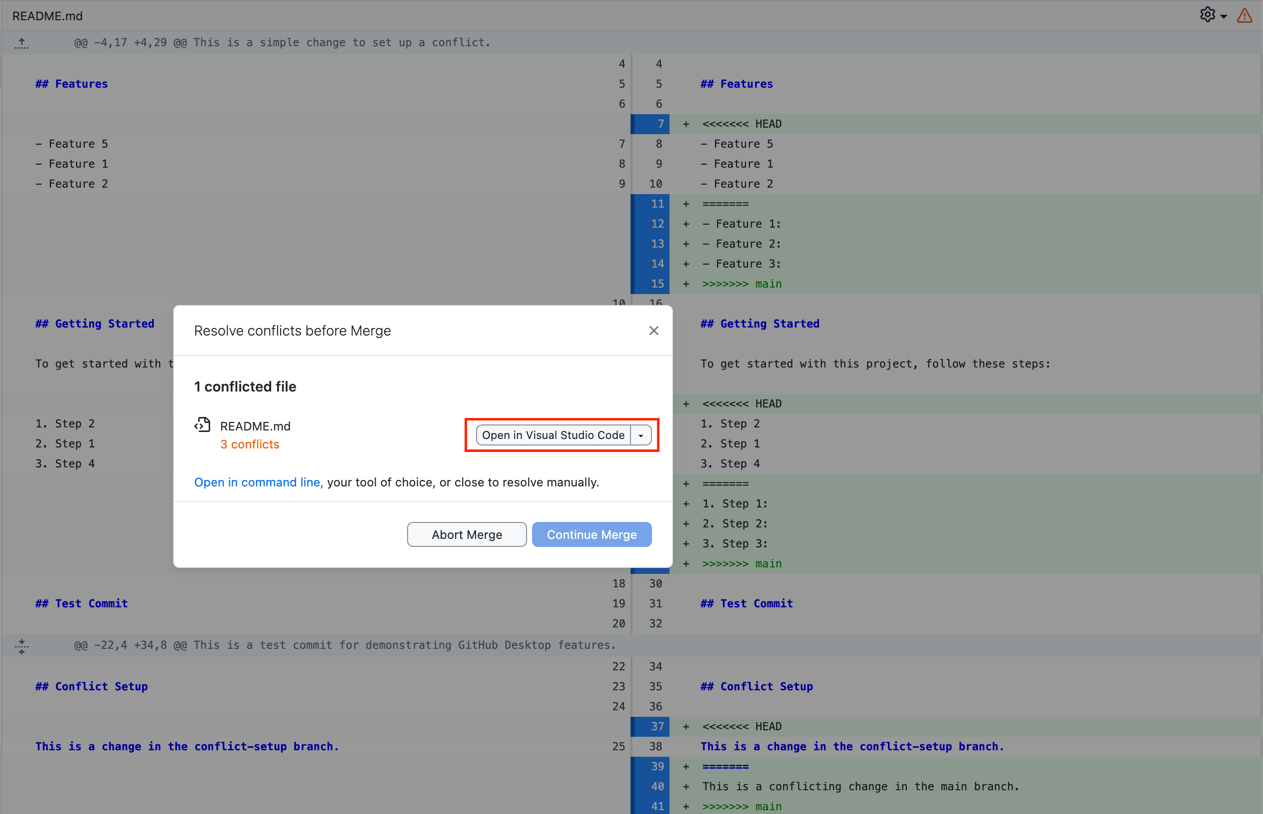 README.md
@@ -4,17 +4,29 @@ This is a simple change to set up a conflict.
4 4
## Features 5 5 ## Features
6 6
7 + <<<<<<< HEAD
- Feature 5 7 8 - Feature 5
- Feature 1 8 9 - Feature 1
- Feature 2 9 10 - Feature 2
11 + =======
12 + - Feature 1:
13 + - Feature 2:
14 + - Feature 3:
15 + >>>>>>> main
10 16
## Getting Started ## Getting Started
To get started with t To get started with this project, follow these steps:
+ <<<<<<< HEAD
1. Step 2 1. Step 2
2. Step 1 2. Step 1
3. Step 4 3. Step 4
+ =======
+ 1. Step 1:
+ 2. Step 2:
+ 3. Step 3:
+ >>>>>>> main
Resolve conflicts before Merge
1 conflicted file
README.md
3 conflicts
Open in Visual Studio Code
Open in command line, your tool of choice, or close to resolve manually.
Abort Merge Continue Merge
18 30
## Test Commit 19 31 ## Test Commit
20 32
@@ -22,4 +34,8 @@ This is a test commit for demonstrating GitHub Desktop features.
22 34
## Conflict Setup 23 35 ## Conflict Setup
24 36
37 + <<<<<<< HEAD
This is a change in the conflict-setup branch. 25 38 This is a change in the conflict-setup branch.
39 + =======
40 + This is a conflicting change in the main branch.
41 + >>>>>>> main